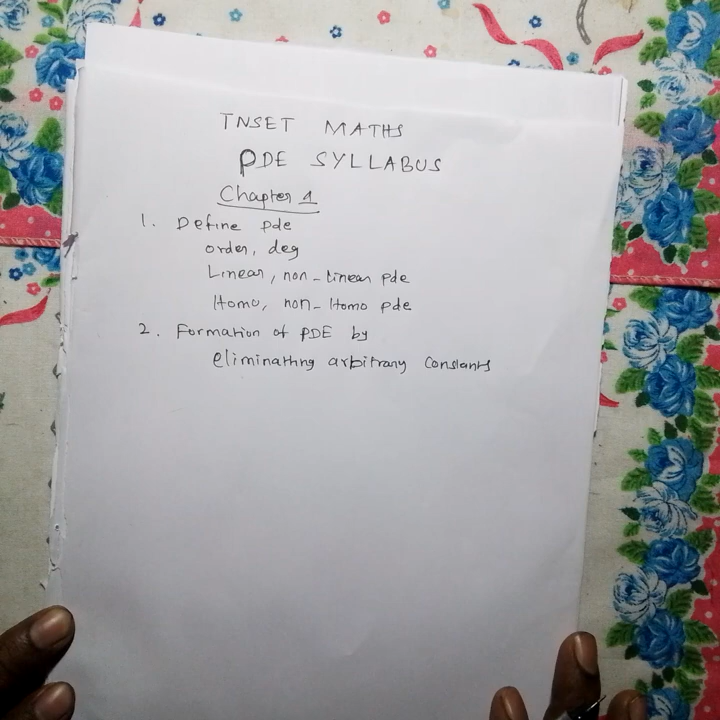 TNSET MATHS
PDE SYLLABUS
Chapter 1
1. Define pde
order, deg
Linear, non-linear pde
Homo, non-Homo pde
2. Formation of PDE by
eliminating arbitrary constants